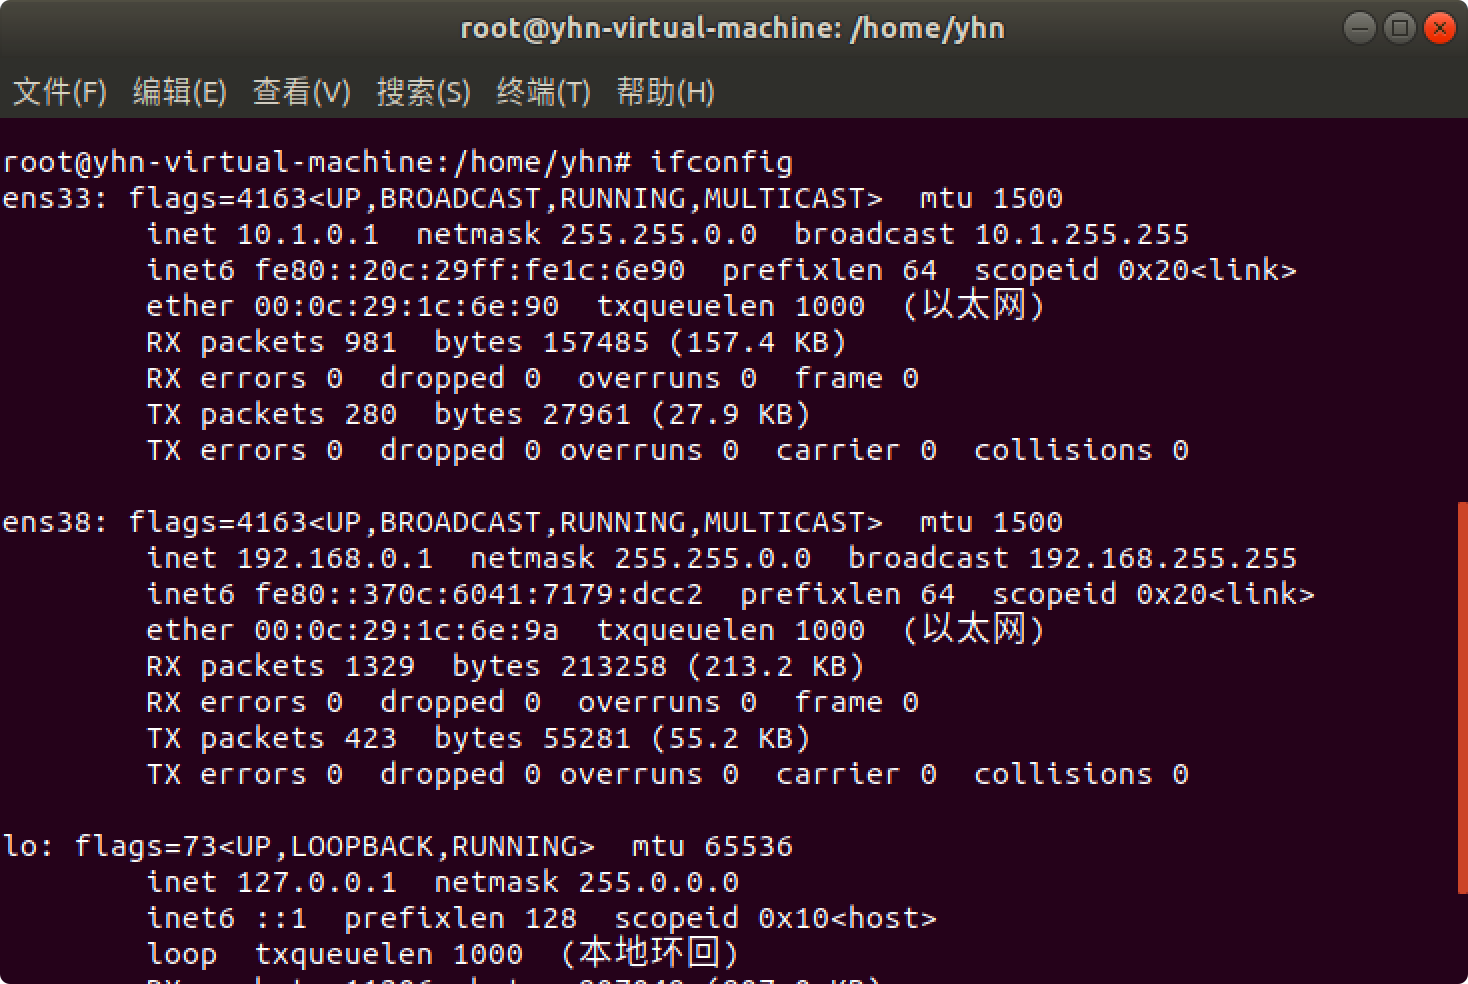 root@yhn-virtual-machine: /home/yhn
文件(F) 编辑(E) 查看(V) 搜索(S) 终端(T) 帮助(H)
root@yhn-virtual-machine:/home/yhn# ifconfig
ens33: flags=4163<UP,BROADCAST,RUNNING,MULTICAST>  mtu 1500
        inet 10.1.0.1  netmask 255.255.0.0  broadcast 10.1.255.255
        inet6 fe80::20c:29ff:fe1c:6e90  prefixlen 64  scopeid 0x20<link>
        ether 00:0c:29:1c:6e:90  txqueuelen 1000  (以太网)
        RX packets 981  bytes 157485 (157.4 KB)
        RX errors 0  dropped 0  overruns 0  frame 0
        TX packets 280  bytes 27961 (27.9 KB)
        TX errors 0  dropped 0 overruns 0  carrier 0  collisions 0
ens38: flags=4163<UP,BROADCAST,RUNNING,MULTICAST>  mtu 1500
        inet 192.168.0.1  netmask 255.255.0.0  broadcast 192.168.255.255
        inet6 fe80::370c:6041:7179:dcc2  prefixlen 64  scopeid 0x20<link>
        ether 00:0c:29:1c:6e:9a  txqueuelen 1000  (以太网)
        RX packets 1329  bytes 213258 (213.2 KB)
        RX errors 0  dropped 0  overruns 0  frame 0
        TX packets 423  bytes 55281 (55.2 KB)
        TX errors 0  dropped 0 overruns 0  carrier 0  collisions 0
lo: flags=73<UP,LOOPBACK,RUNNING>  mtu 65536
        inet 127.0.0.1  netmask 255.0.0.0
        inet6 ::1  prefixlen 128  scopeid 0x10<host>
        loop  txqueuelen 1000  (本地环回)